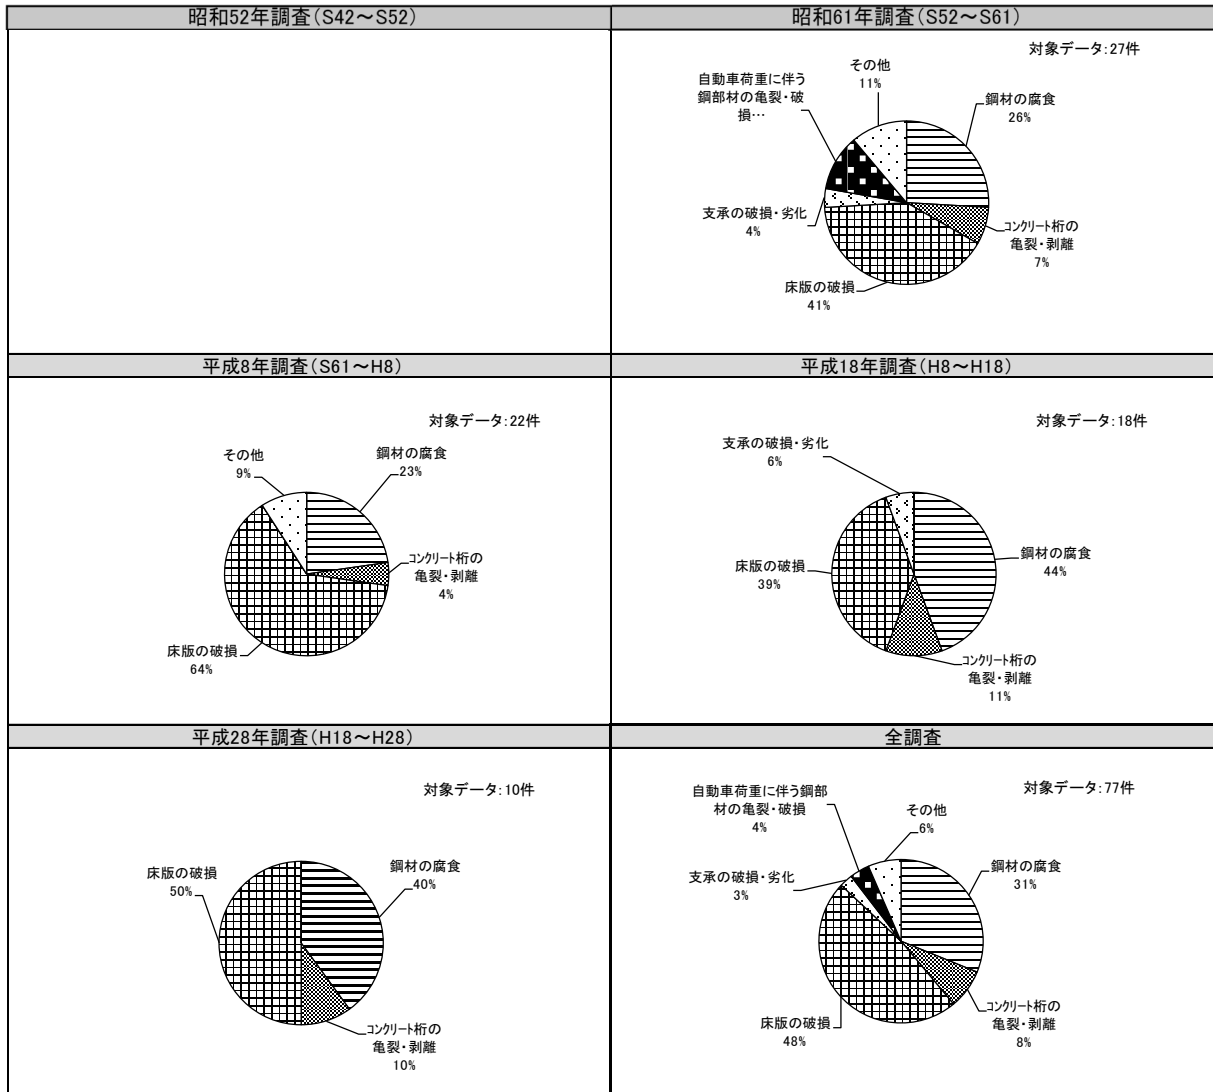 昭和52年調査(S42～S52)
昭和61年調査(S52～S61)
対象データ:27件
自動車荷重に伴う
鋼部材の亀裂・破
損…
その他
11%
鋼材の腐食
26%
支承の破損・劣化
4%
コンクリート桁の
亀裂・剥離
7%
床版の破損
41%
平成8年調査(S61～H8)
対象データ:22件
その他
9%
鋼材の腐食
23%
コンクリート桁の
亀裂・剥離
4%
床版の破損
64%
平成18年調査(H8～H18)
対象データ:18件
支承の破損・劣化
6%
鋼材の腐食
44%
床版の破損
39%
コンクリート桁の
亀裂・剥離
11%
平成28年調査(H18～H28)
対象データ:10件
床版の破損
50%
鋼材の腐食
40%
コンクリート桁の
亀裂・剥離
10%
全調査
対象データ:77件
自動車荷重に伴う鋼部
材の亀裂・破損
4%
その他
6%
鋼材の腐食
31%
支承の破損・劣化
3%
コンクリート桁の
亀裂・剥離
8%
床版の破損
48%